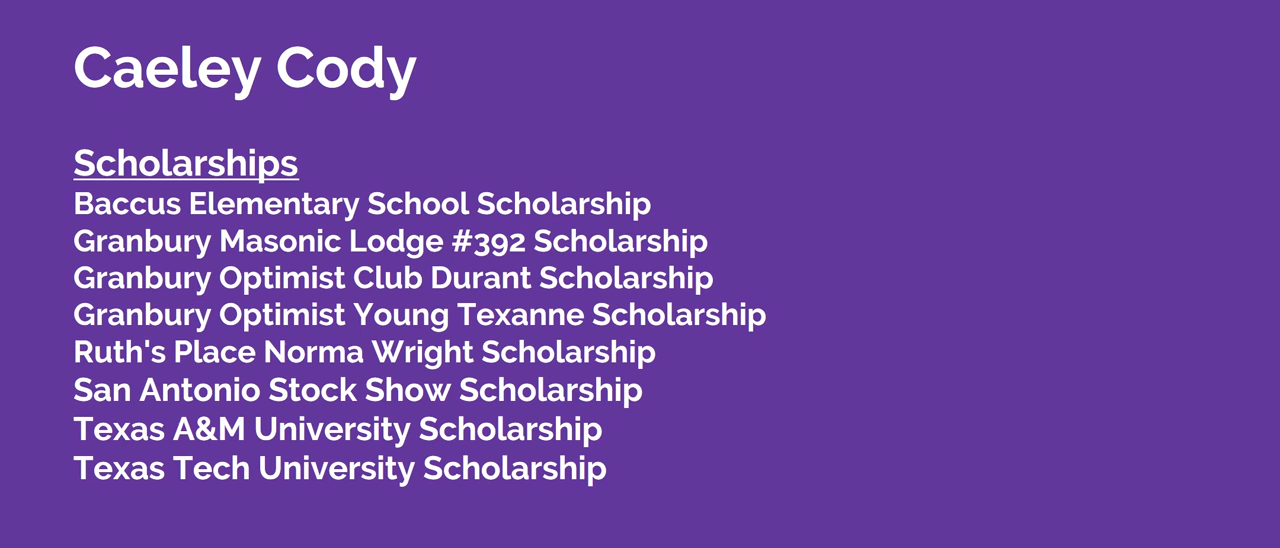 Caeley Cody
Scholarships
Baccus Elementary School Scholarship
Granbury Masonic Lodge #392 Scholarship
Granbury Optimist Club Durant Scholarship
Granbury Optimist Young Texanne Scholarship
Ruth's Place Norma Wright Scholarship
San Antonio Stock Show Scholarship
Texas A&M University Scholarship
Texas Tech University Scholarship